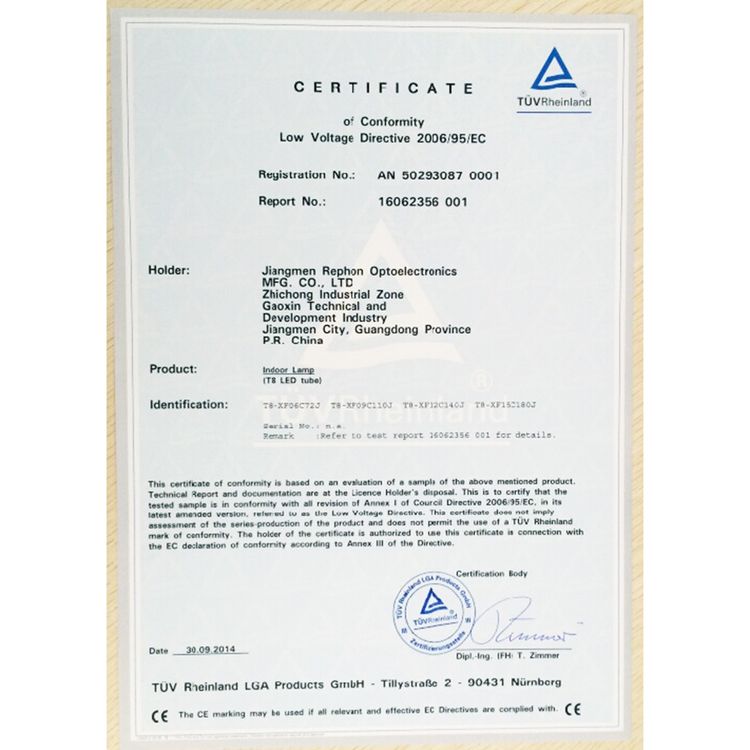 CERTIFICATE
TÜVRheinland®
of Conformity
Low Voltage Directive 2006/95/EC
Registration No.: AN 50293087 0001
Report No.: 16062356 001
Holder: Jiangmen Rephon Optoelectronics
MFG. CO., LTD
Zhichong Industrial Zone
Gaoxin Technical and
Development Industry
Jiangmen City, Guangdong Province
P.R. China
Product: Indoor Lamp
(T8 LED tube)
Identification: T8-XF06C72J T8-XF09C110J T8-XF12C140J T8-XF15C180J
Serial No.: n.a.
Remark :Refer to test report 16062356 001 for details.
TÜVRheinland®
This certificate of conformity is based on an evaluation of a sample of the above mentioned product.
Technical Report and documentation are at the Licence Holder's disposal. This is to certify that the
tested sample is in conformity with all revision of Annex I of Council Directive 2006/95/EC, in its
latest amended version, referred to as the Low Voltage Directive. This certificate does not imply
assessment of the series-production of the product and does not permit the use of a TÜV Rheinland
mark of conformity. The holder of the certificate is authorized to use this certificate in connection with
the EC declaration of conformity according to Annex III of the Directive.
Certification Body
TÜV Rheinland LGA Products GmbH
TÜVRheinland
Zertifizierungsstelle
Zimmer
Date 30.09.2014
Dipl.-Ing. (FH) T. Zimmer
TÜV Rheinland LGA Products GmbH - Tillystraße 2 - 90431 Nürnberg
CE The CE marking may be used if all relevant and effective EC Directives are complied with. CE